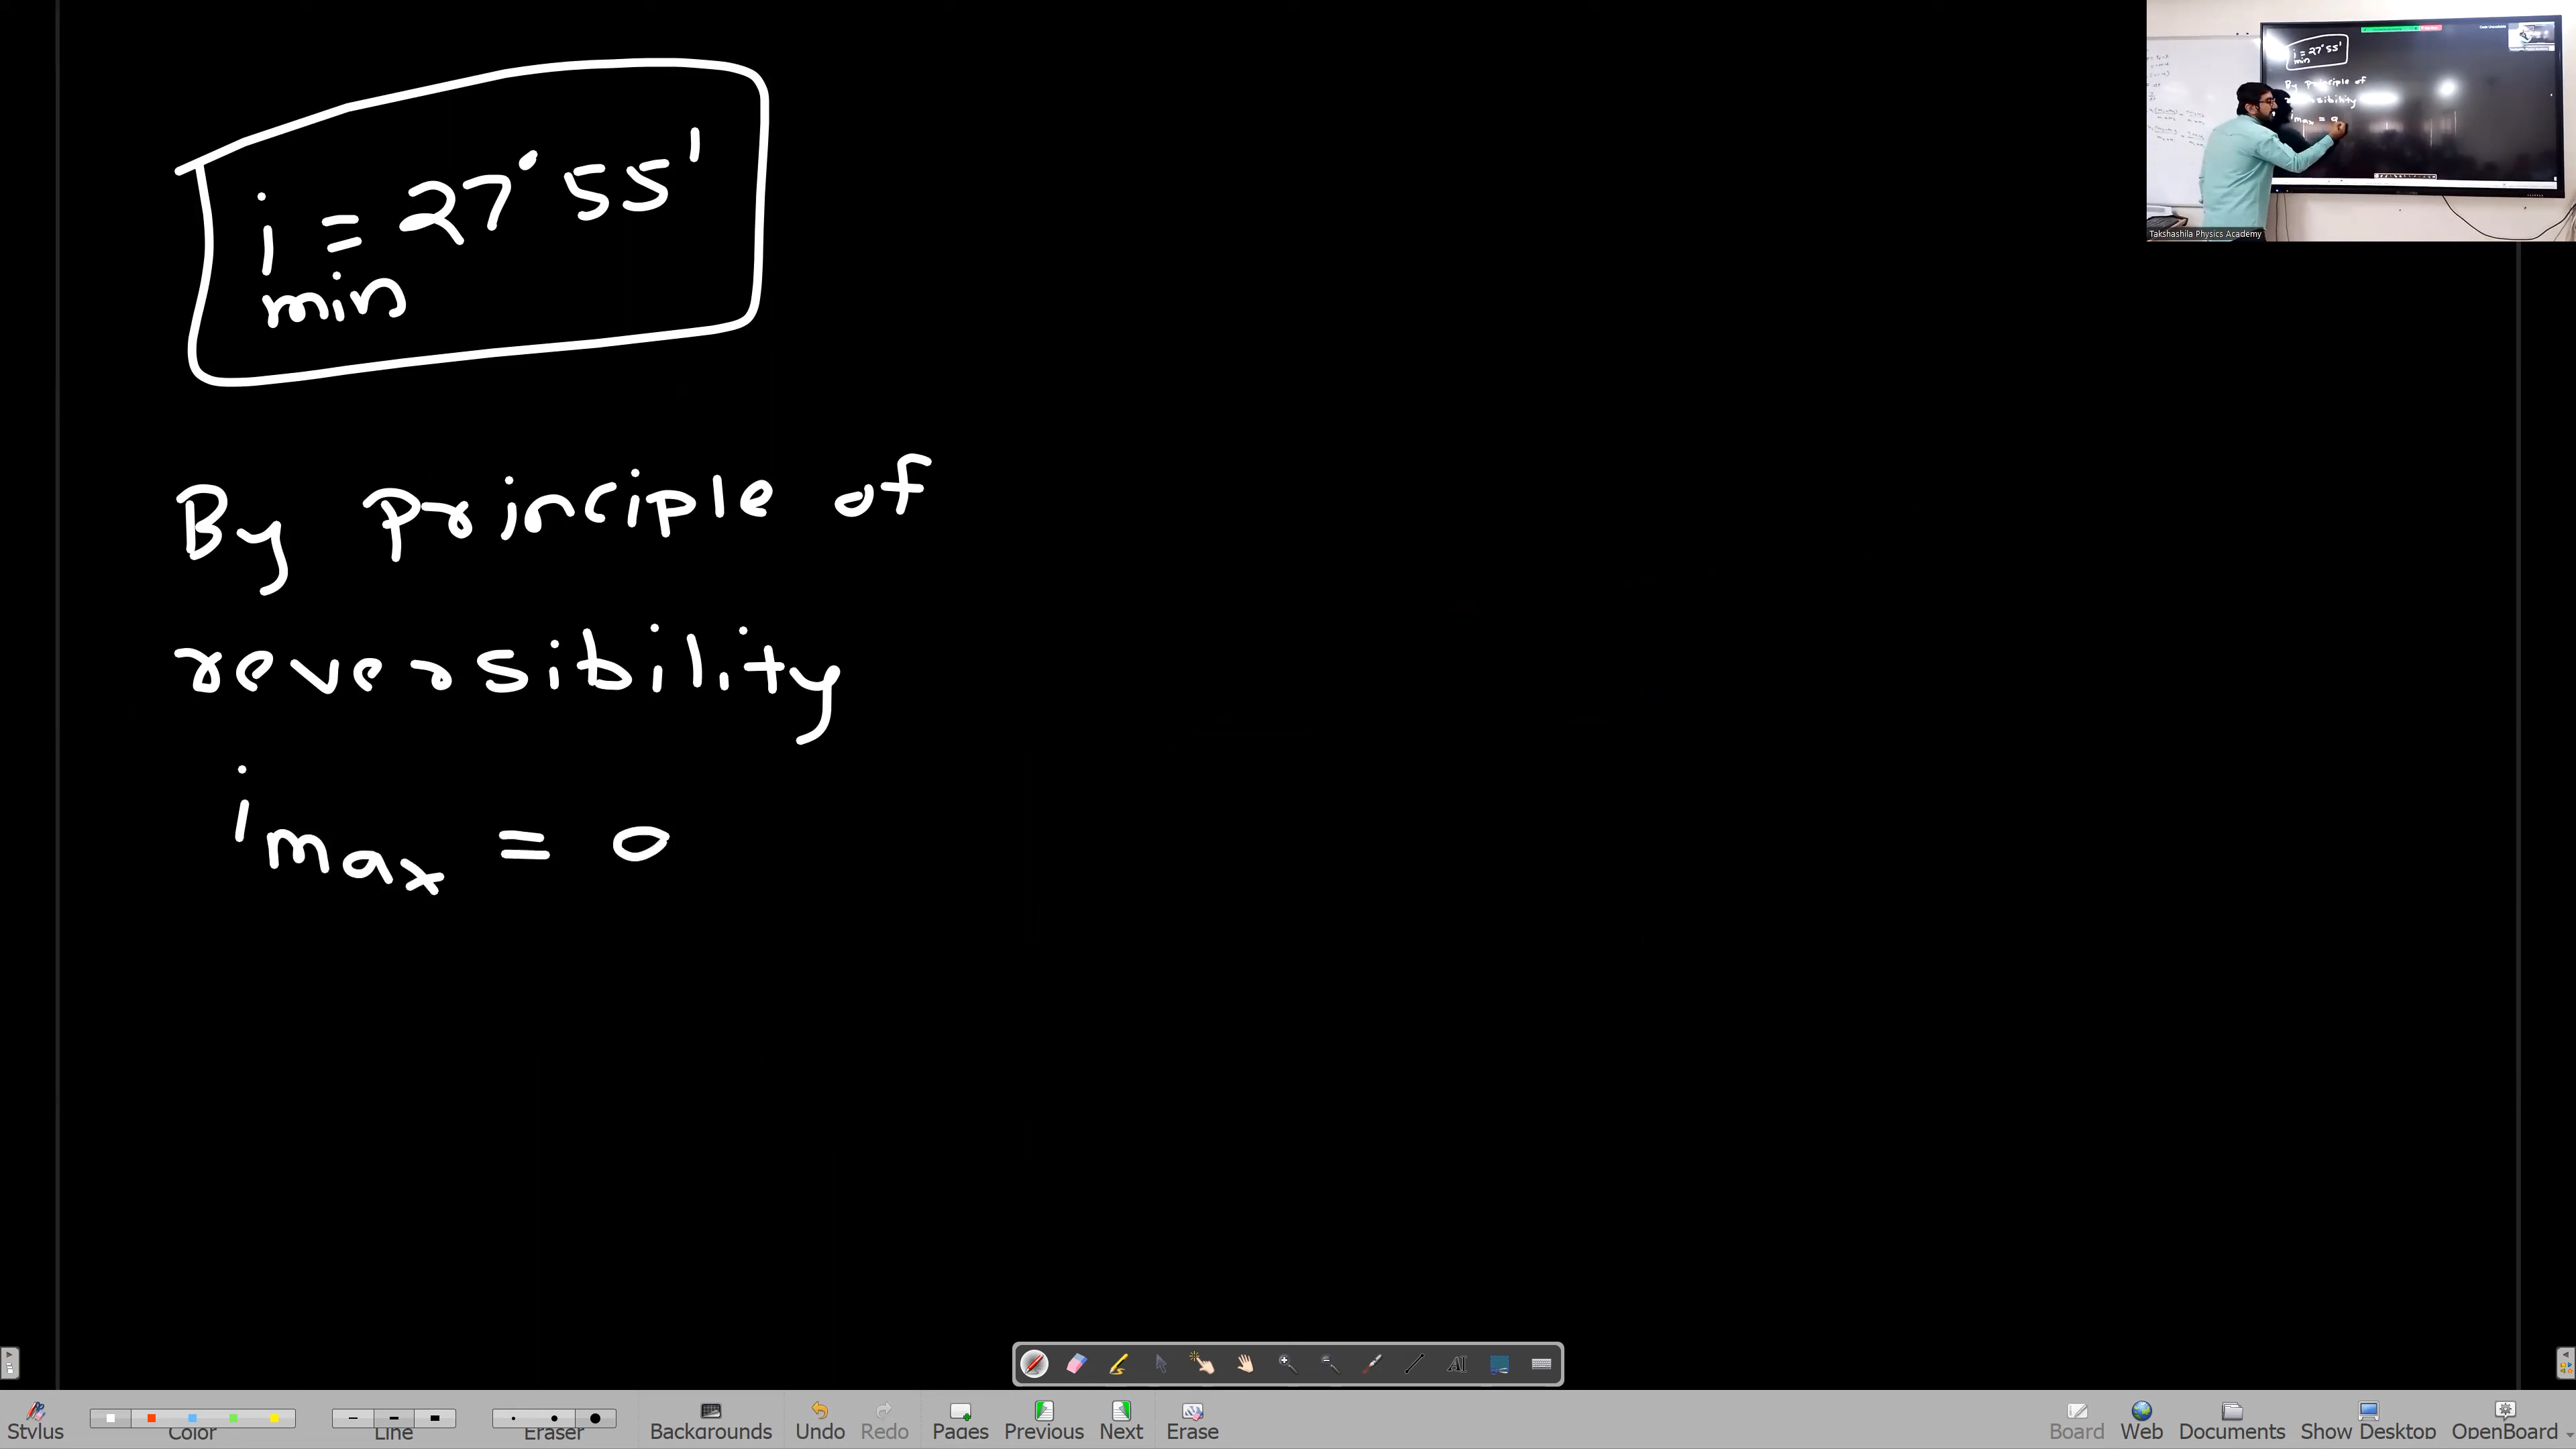 i = 27° 55'
min
By principle of
reversibility
i max = 0
Takshashila Physics Academy
Stylus
Color
Line
Eraser
Backgrounds
Undo
Redo
Pages
Previous
Next
Erase
Board
Web
Documents
Show Desktop
OpenBoard